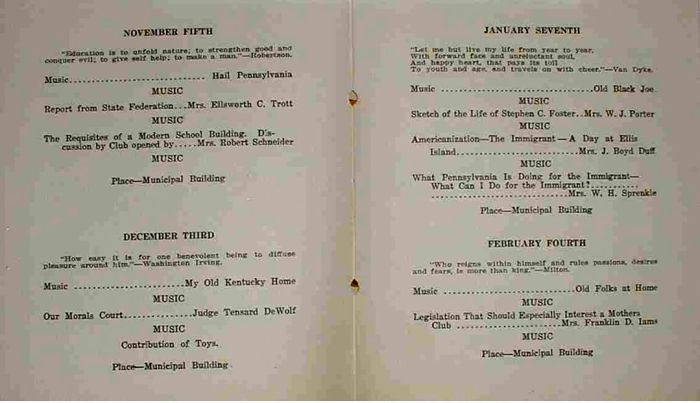 NOVEMBER FIFTH
"Education is to unfold nature; to strengthen good and
conquer evil; to give self help; to make a man."—Robertson.
Music............................ Hail Pennsylvania
MUSIC
Report from State Federation...Mrs. Ellsworth C. Trott
MUSIC
The Requisites of a Modern School Building. Dis-
cussion by Club opened by.....Mrs. Robert Schneider
MUSIC
Place—Municipal Building
DECEMBER THIRD
"How easy it is for one benevolent being to diffuse
pleasure around him."—Washington Irving.
Music .......................My Old Kentucky Home
MUSIC
Our Morals Court..............Judge Tensard DeWolf
MUSIC
Contribution of Toys.
Place—Municipal Building.
JANUARY SEVENTH
"Let me but live my life from year to year,
With forward face and unreluctant soul,
And happy heart, that pays its toll
To youth and age, and travels on with cheer."—Van Dyke.
Music ................................Old Black Joe
MUSIC
Sketch of the Life of Stephen C. Foster..Mrs. W. J. Porter
MUSIC
Americanization—The Immigrant—A Day at Ellis
Island..........................Mrs. J. Boyd Duff
MUSIC
What Pennsylvania Is Doing for the Immigrant—
What Can I Do for the Immigrant?..........
.............................Mrs. W. H. Sprenkle
Place—Municipal Building
FEBRUARY FOURTH
"Who reigns within himself and rules passions, desires
and fears, is more than king."—Milton.
Music ............................Old Folks at Home
MUSIC
Legislation That Should Especially Interest a Mothers
Club ......................Mrs. Franklin D. Iams
MUSIC
Place—Municipal Building